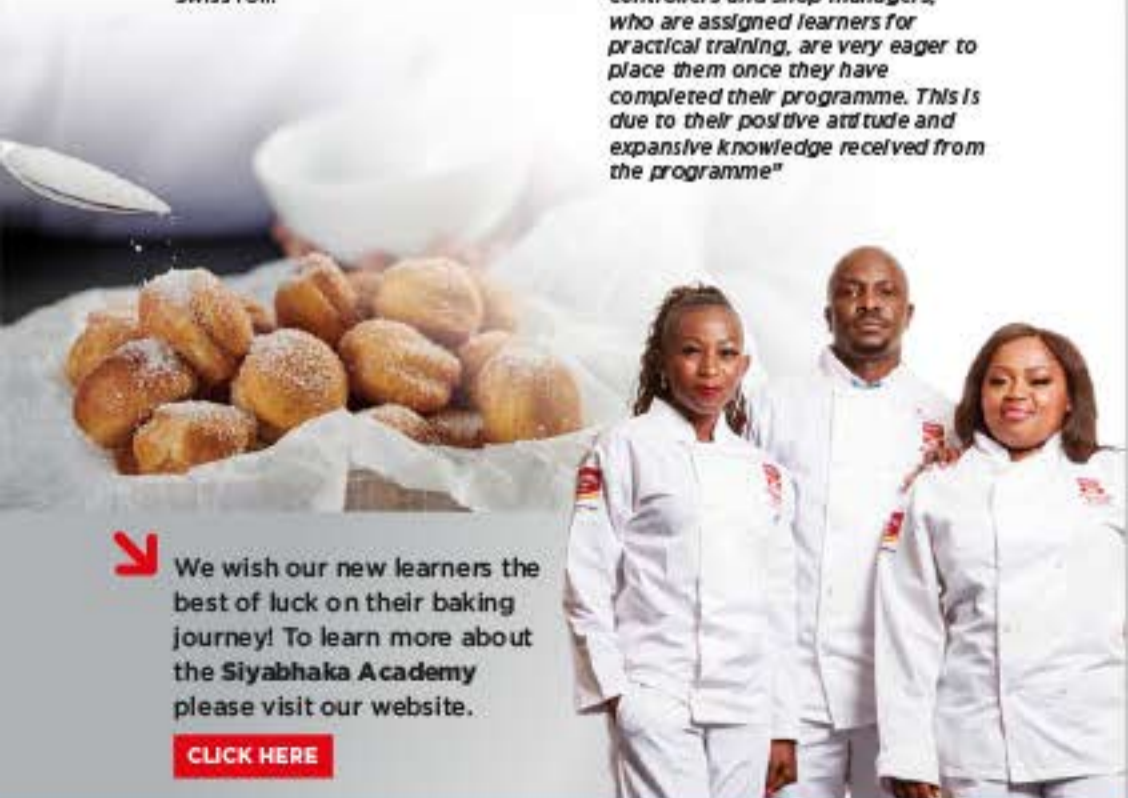 who are assigned learners for
practical training, are very eager to
place them once they have
completed their programme. This is
due to their positive attitude and
expansive knowledge received from
the programme"
We wish our new learners the
best of luck on their baking
journey! To learn more about
the Siyabhaka Academy
please visit our website.
CLICK HERE